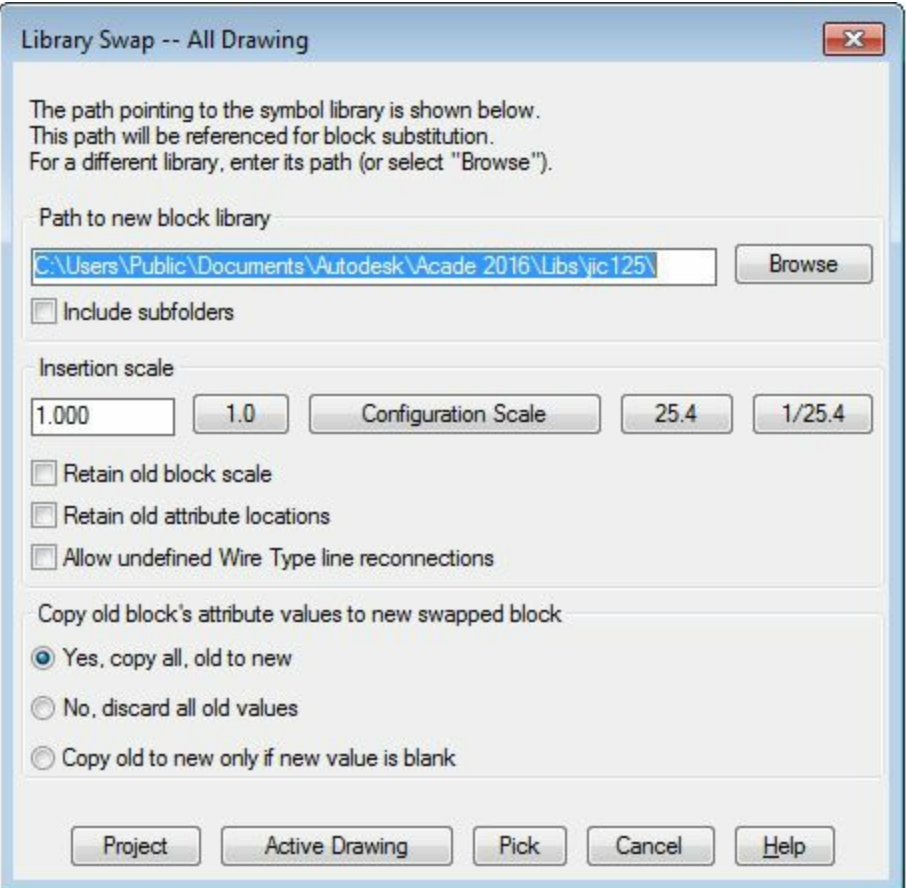 Library Swap -- All Drawing
The path pointing to the symbol library is shown below.
This path will be referenced for block substitution.
For a different library, enter its path (or select "Browse").
Path to new block library
C:\Users\Public\Documents\Autodesk\Acade 2016\Libs\jic125\
Browse
Include subfolders
Insertion scale
1.000
1.0
Configuration Scale
25.4
1/25.4
Retain old block scale
Retain old attribute locations
Allow undefined Wire Type line reconnections
Copy old block's attribute values to new swapped block
Yes, copy all, old to new
No, discard all old values
Copy old to new only if new value is blank
Project
Active Drawing
Pick
Cancel
Help